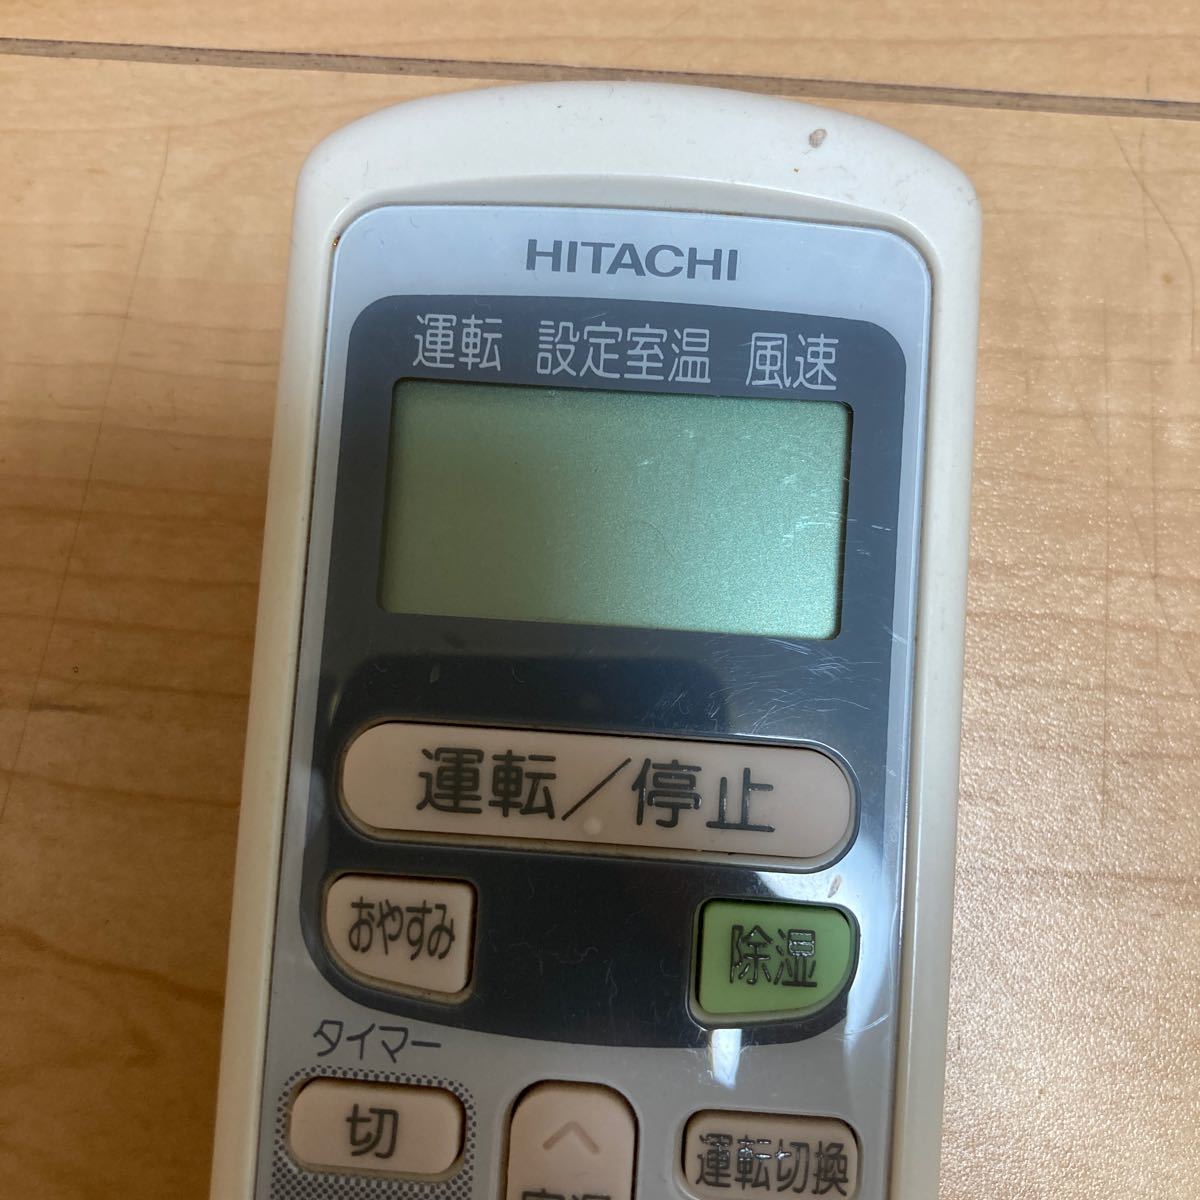 HITACHI
運転 設定室温 風速
運転／停止
おやすみ
除湿
タイマー
切
運転切換